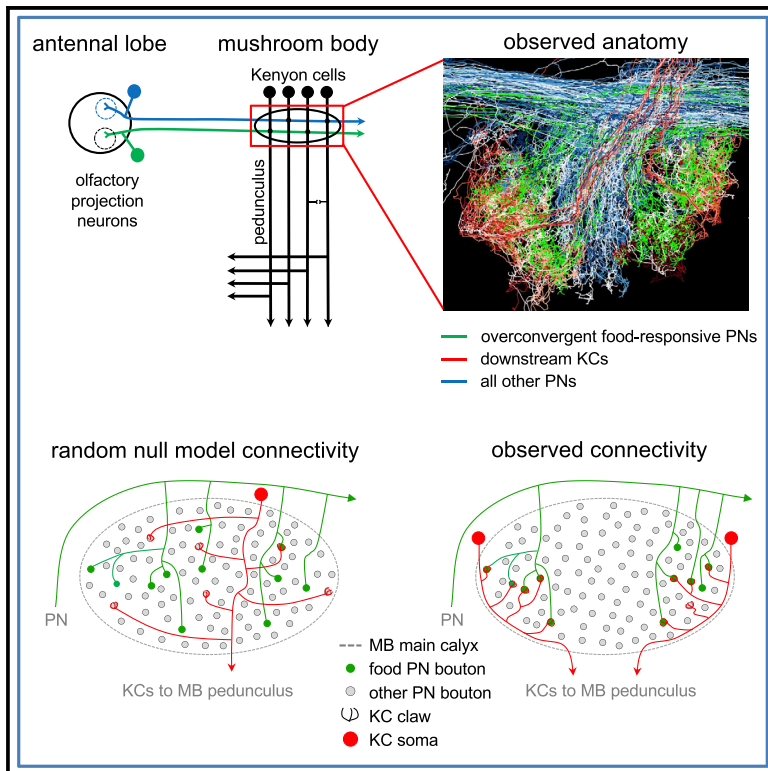 antennal lobe
mushroom body
observed anatomy
Kenyon cells
olfactory
projection
neurons
pedunculus
overconvergent food-responsive PNs
downstream KCs
all other PNs
random null model connectivity
observed connectivity
PN
PN
KCs to MB pedunculus
KCs to MB pedunculus
MB main calyx
food PN bouton
other PN bouton
KC claw
KC soma